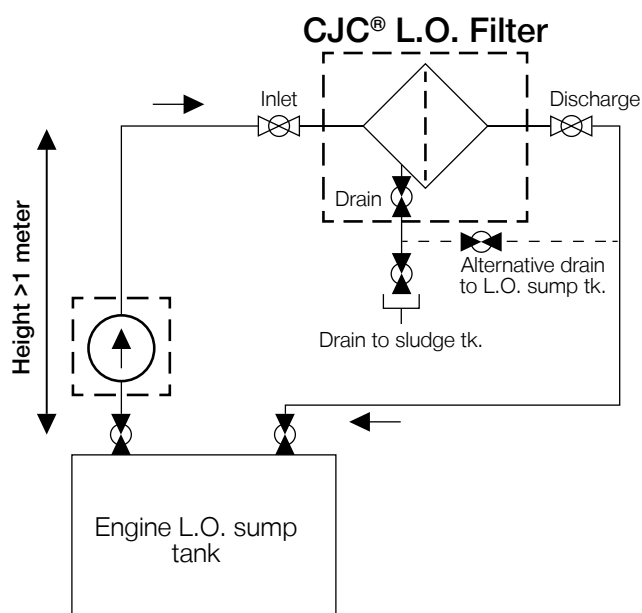 CJC® L.O. Filter
Inlet
Discharge
Drain
Height >1 meter
Alternative drain
to L.O. sump tk.
Drain to sludge tk.
Engine L.O. sump
tank